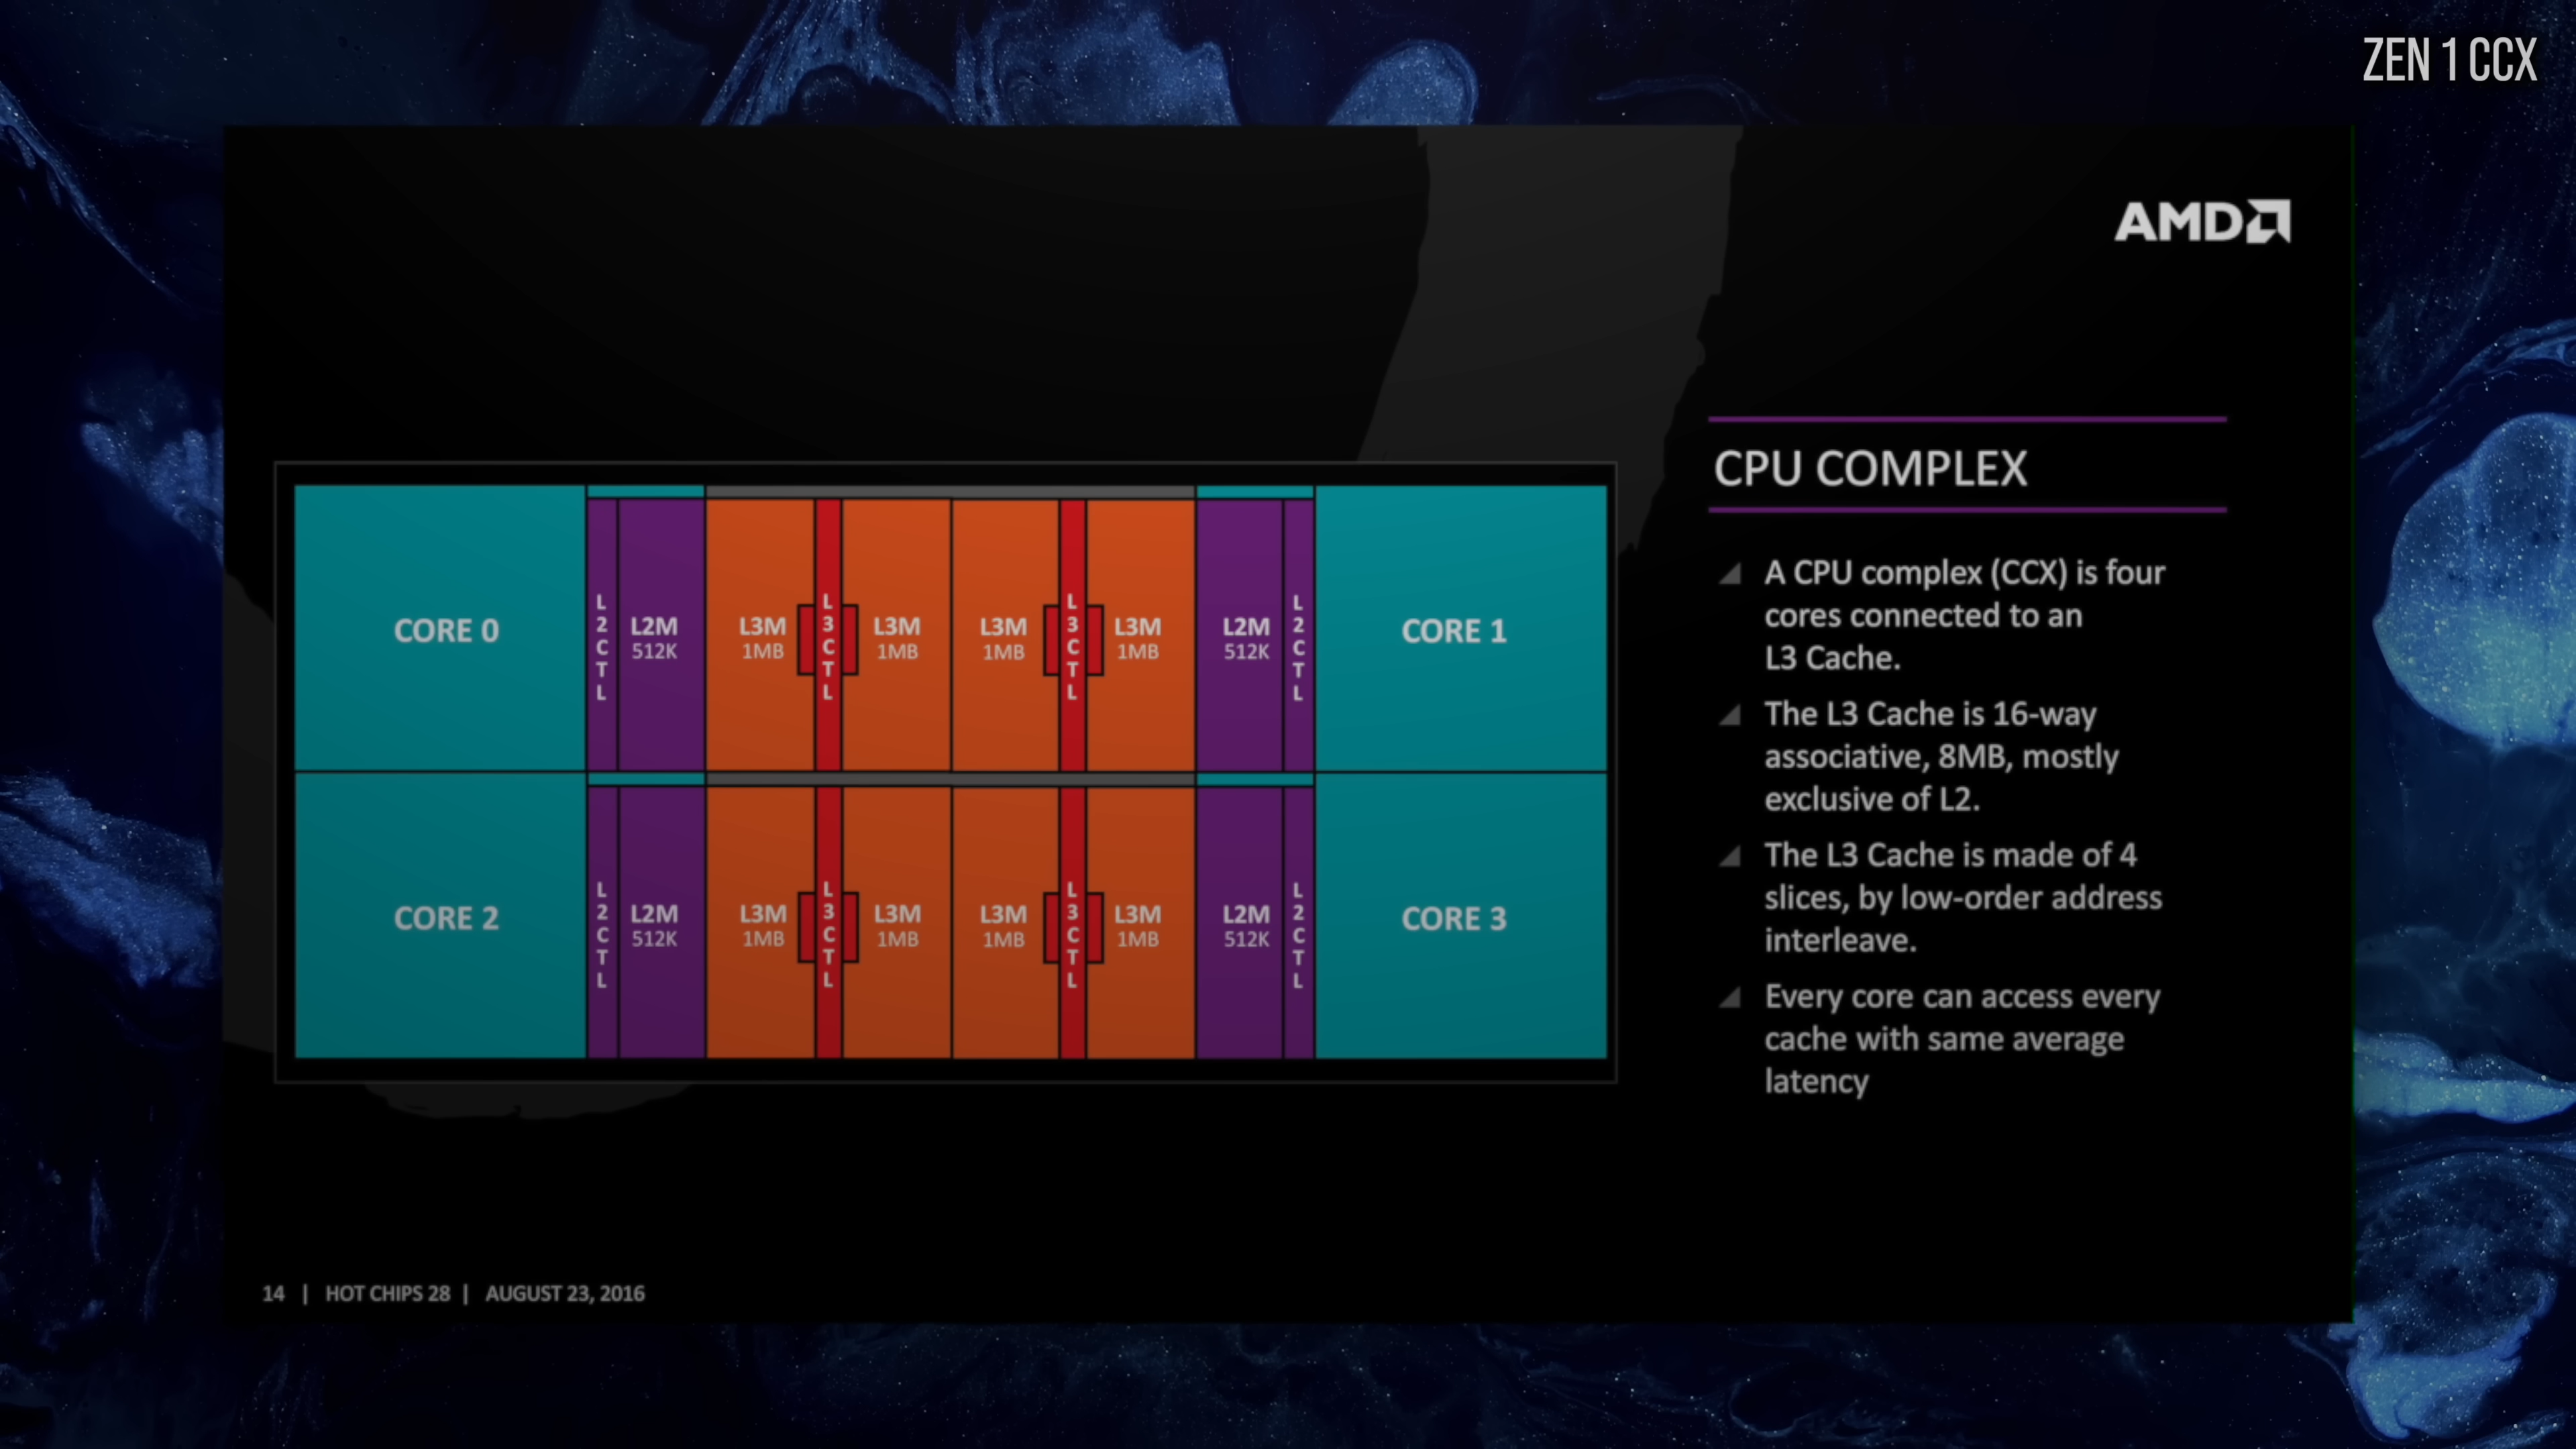 ZEN 1 CCX
AMD
CPU COMPLEX
A CPU complex (CCX) is four
cores connected to an
L3 Cache.
The L3 Cache is 16-way
associative, 8MB, mostly
exclusive of L2.
The L3 Cache is made of 4
slices, by low-order address
interleave.
Every core can access every
cache with same average
latency
CORE 0
L2CTL
L2M
512K
L3M
1MB
L3CTL
L3M
1MB
L3M
1MB
L3CTL
L3M
1MB
L2M
512K
L2CTL
CORE 1
CORE 2
L2CTL
L2M
512K
L3M
1MB
L3CTL
L3M
1MB
L3M
1MB
L3CTL
L3M
1MB
L2M
512K
L2CTL
CORE 3
14 | HOT CHIPS 28 | AUGUST 23, 2016